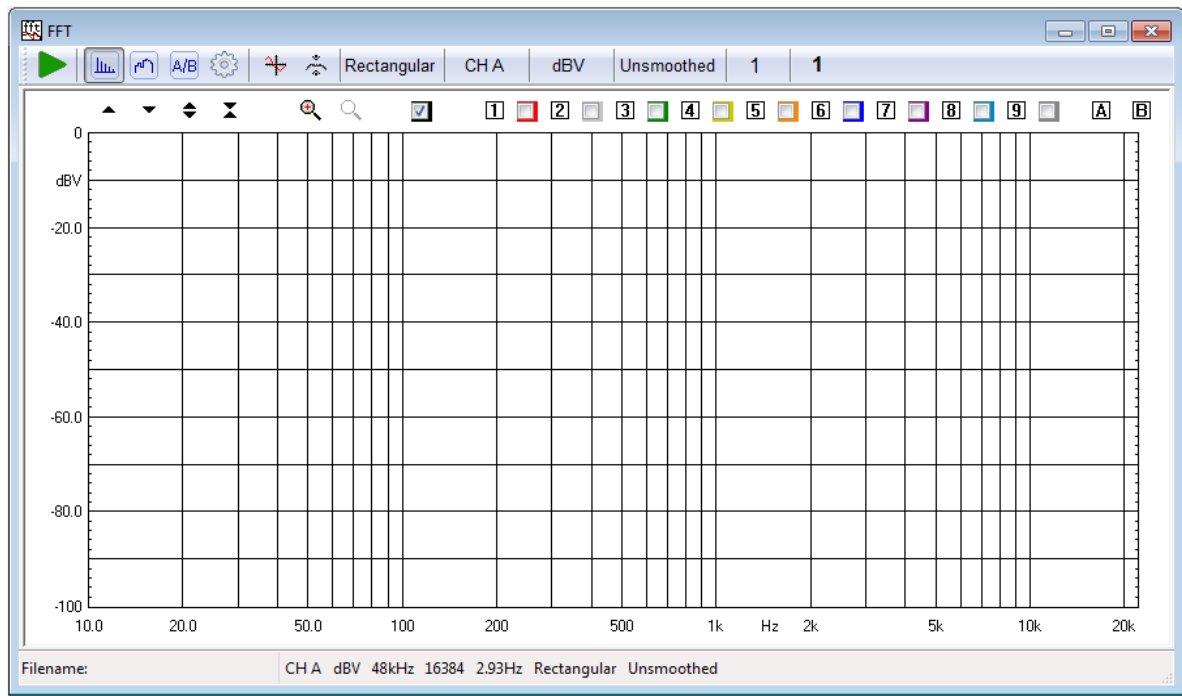 FFT
A/B Rectangular CH A dBV Unsmoothed 1 1
1 2 3 4 5 6 7 8 9 A B
0
dBV
-20.0
-40.0
-60.0
-80.0
-100
10.0 20.0 50.0 100 200 500 1k Hz 2k 5k 10k 20k
Filename: CH A dBV 48kHz 16384 2.93Hz Rectangular Unsmoothed